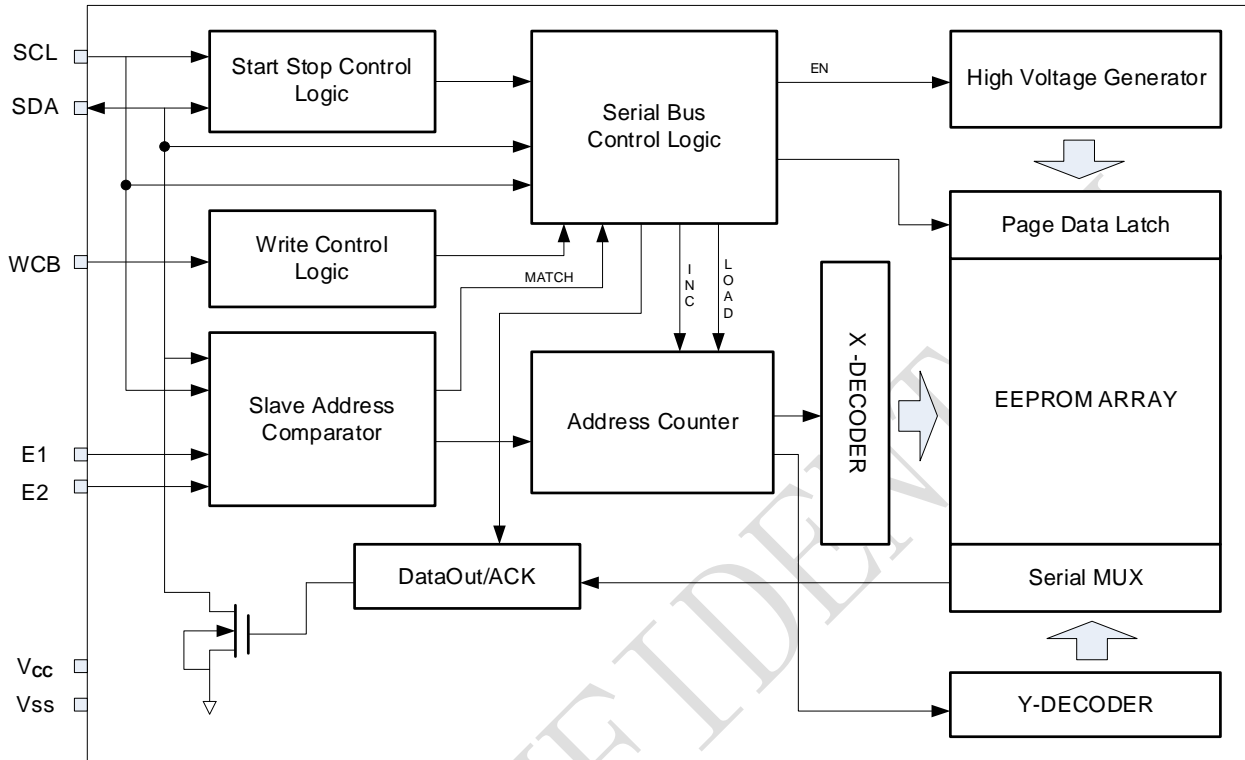 SCL
SDA
WCB
E1
E2
Vcc
Vss
Start Stop Control
Logic
Write Control
Logic
Slave Address
Comparator
MATCH
Serial Bus
Control Logic
EN
INC
LOAD
Address Counter
DataOut/ACK
X -DECODER
High Voltage Generator
Page Data Latch
EEPROM ARRAY
Serial MUX
Y-DECODER